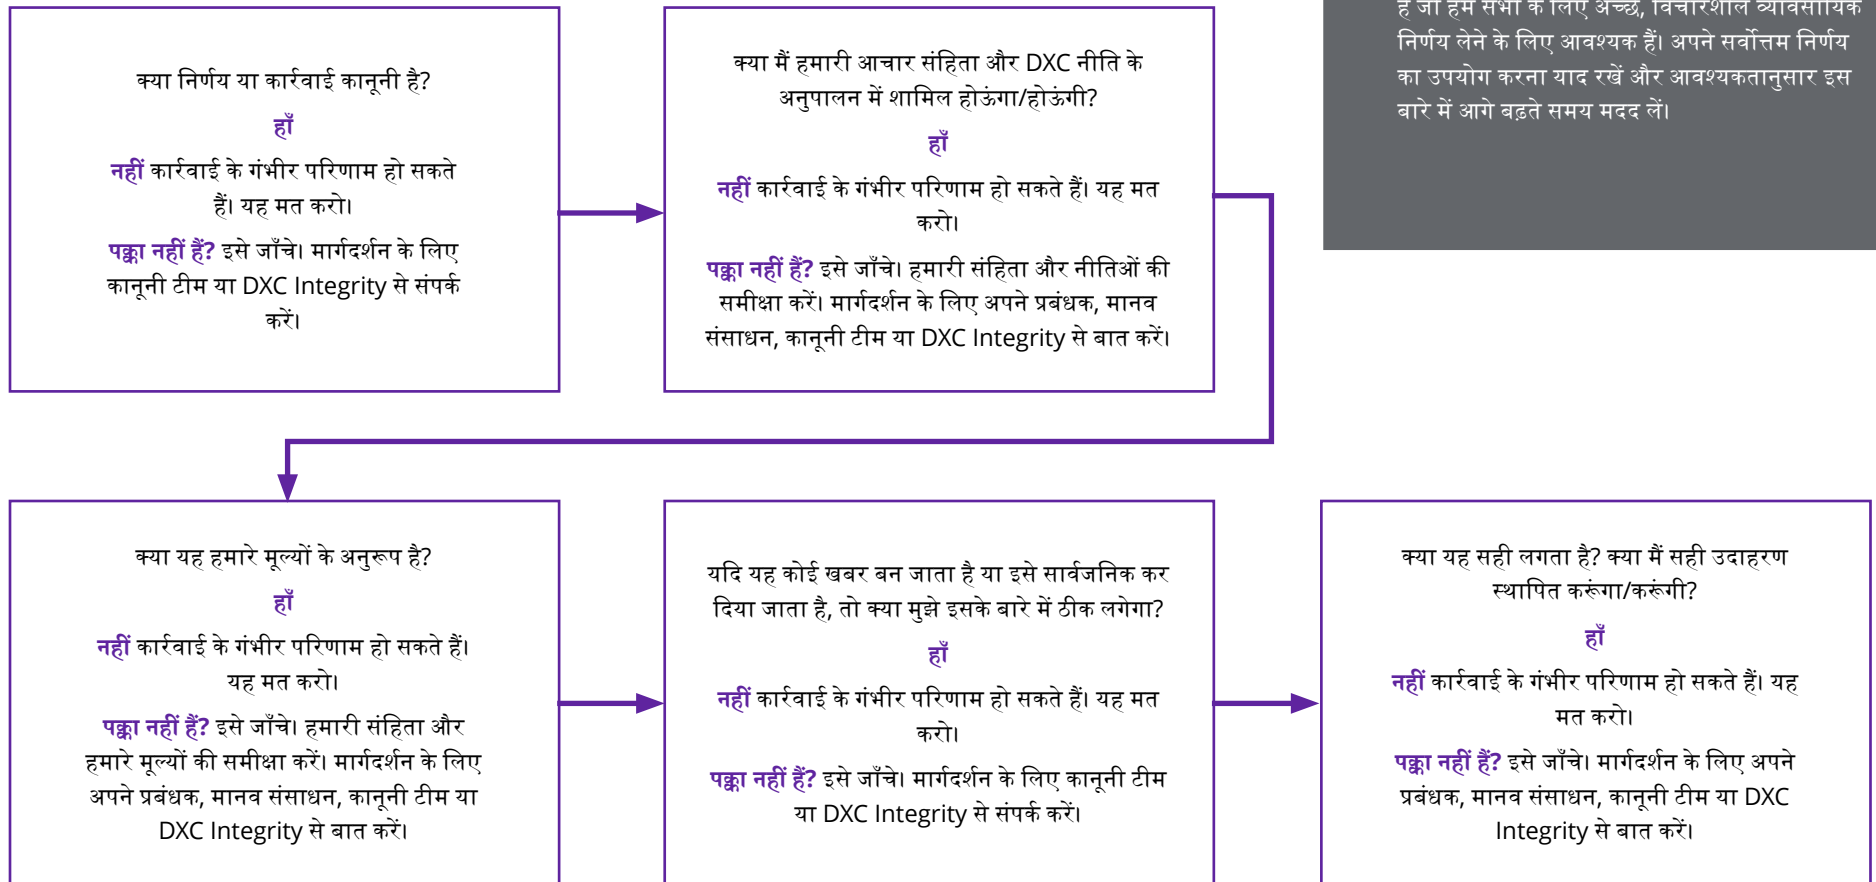 क्या निर्णय या कार्रवाई कानूनी है?
हाँ
नहीं कार्रवाई के गंभीर परिणाम हो सकते
हैं। यह मत करो।
पक्का नहीं हैं? इसे जाँचे। मार्गदर्शन के लिए
कानूनी टीम या DXC Integrity से संपर्क
करें।
क्या मैं हमारी आचार संहिता और DXC नीति के
अनुपालन में शामिल होऊंगा/होऊंगी?
हाँ
नहीं कार्रवाई के गंभीर परिणाम हो सकते हैं। यह मत
करो।
पक्का नहीं हैं? इसे जाँचे। हमारी संहिता और नीतिओं की
समीक्षा करें। मार्गदर्शन के लिए अपने प्रबंधक, मानव
संसाधन, कानूनी टीम या DXC Integrity से बात करें।
है जो हम सभी के लिए अच्छे, विचारशील व्यावसायिक
निर्णय लेने के लिए आवश्यक हैं। अपने सर्वोत्तम निर्णय
का उपयोग करना याद रखें और आवश्यकतानुसार इस
बारे में आगे बढ़ते समय मदद लें।
क्या यह हमारे मूल्यों के अनुरूप है?
हाँ
नहीं कार्रवाई के गंभीर परिणाम हो सकते हैं।
यह मत करो।
पक्का नहीं हैं? इसे जाँचे। हमारी संहिता और
हमारे मूल्यों की समीक्षा करें। मार्गदर्शन के लिए
अपने प्रबंधक, मानव संसाधन, कानूनी टीम या
DXC Integrity से बात करें।
यदि यह कोई खबर बन जाता है या इसे सार्वजनिक कर
दिया जाता है, तो क्या मुझे इसके बारे में ठीक लगेगा?
हाँ
नहीं कार्रवाई के गंभीर परिणाम हो सकते हैं। यह मत
करो।
पक्का नहीं हैं? इसे जाँचे। मार्गदर्शन के लिए कानूनी टीम
या DXC Integrity से संपर्क करें।
क्या यह सही लगता है? क्या मैं सही उदाहरण
स्थापित करूंगा/करूंगी?
हाँ
नहीं कार्रवाई के गंभीर परिणाम हो सकते हैं। यह
मत करो।
पक्का नहीं हैं? इसे जाँचे। मार्गदर्शन के लिए अपने
प्रबंधक, मानव संसाधन, कानूनी टीम या DXC
Integrity से बात करें।